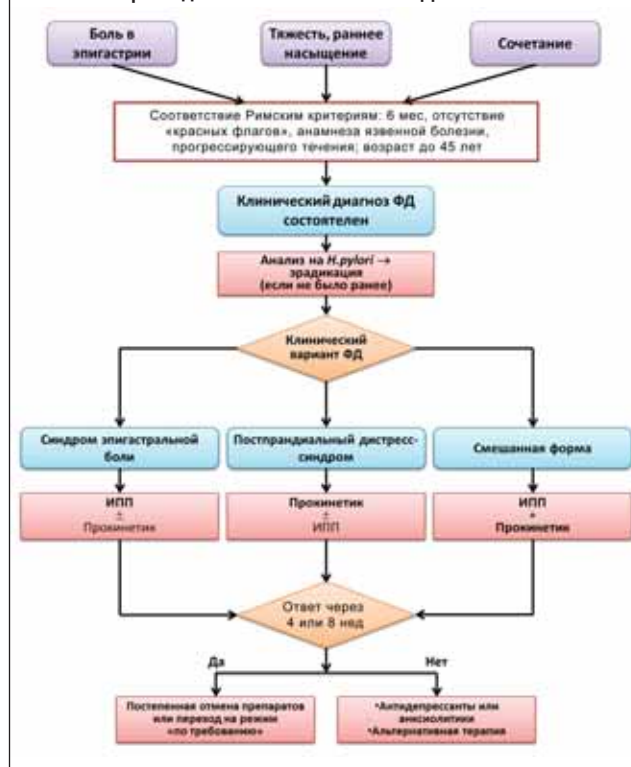 Боль в
эпигастрии
Тяжесть, раннее
насыщение
Сочетание
Соответствие Римским критериям: 6 мес, отсутствие
«красных флагов», анамнеза язвенной болезни,
прогрессирующего течения; возраст до 45 лет
Клинический диагноз ФД
состоятелен
Анализ на H.pylori →
эрадикация
(если не было ранее)
Клинический
вариант ФД
Синдром эпигастральной
боли
Постпрандиальный дистресс-
синдром
Смешанная форма
ИПП
±
Прокинетик
Прокинетик
±
ИПП
ИПП
+
Прокинетик
Ответ через
4 или 8 нед
Да
Нет
Постепенная отмена препаратов
или переход на режим
«по требованию»
•Антидепрессанты или
анксиолитики
•Альтернативная терапия